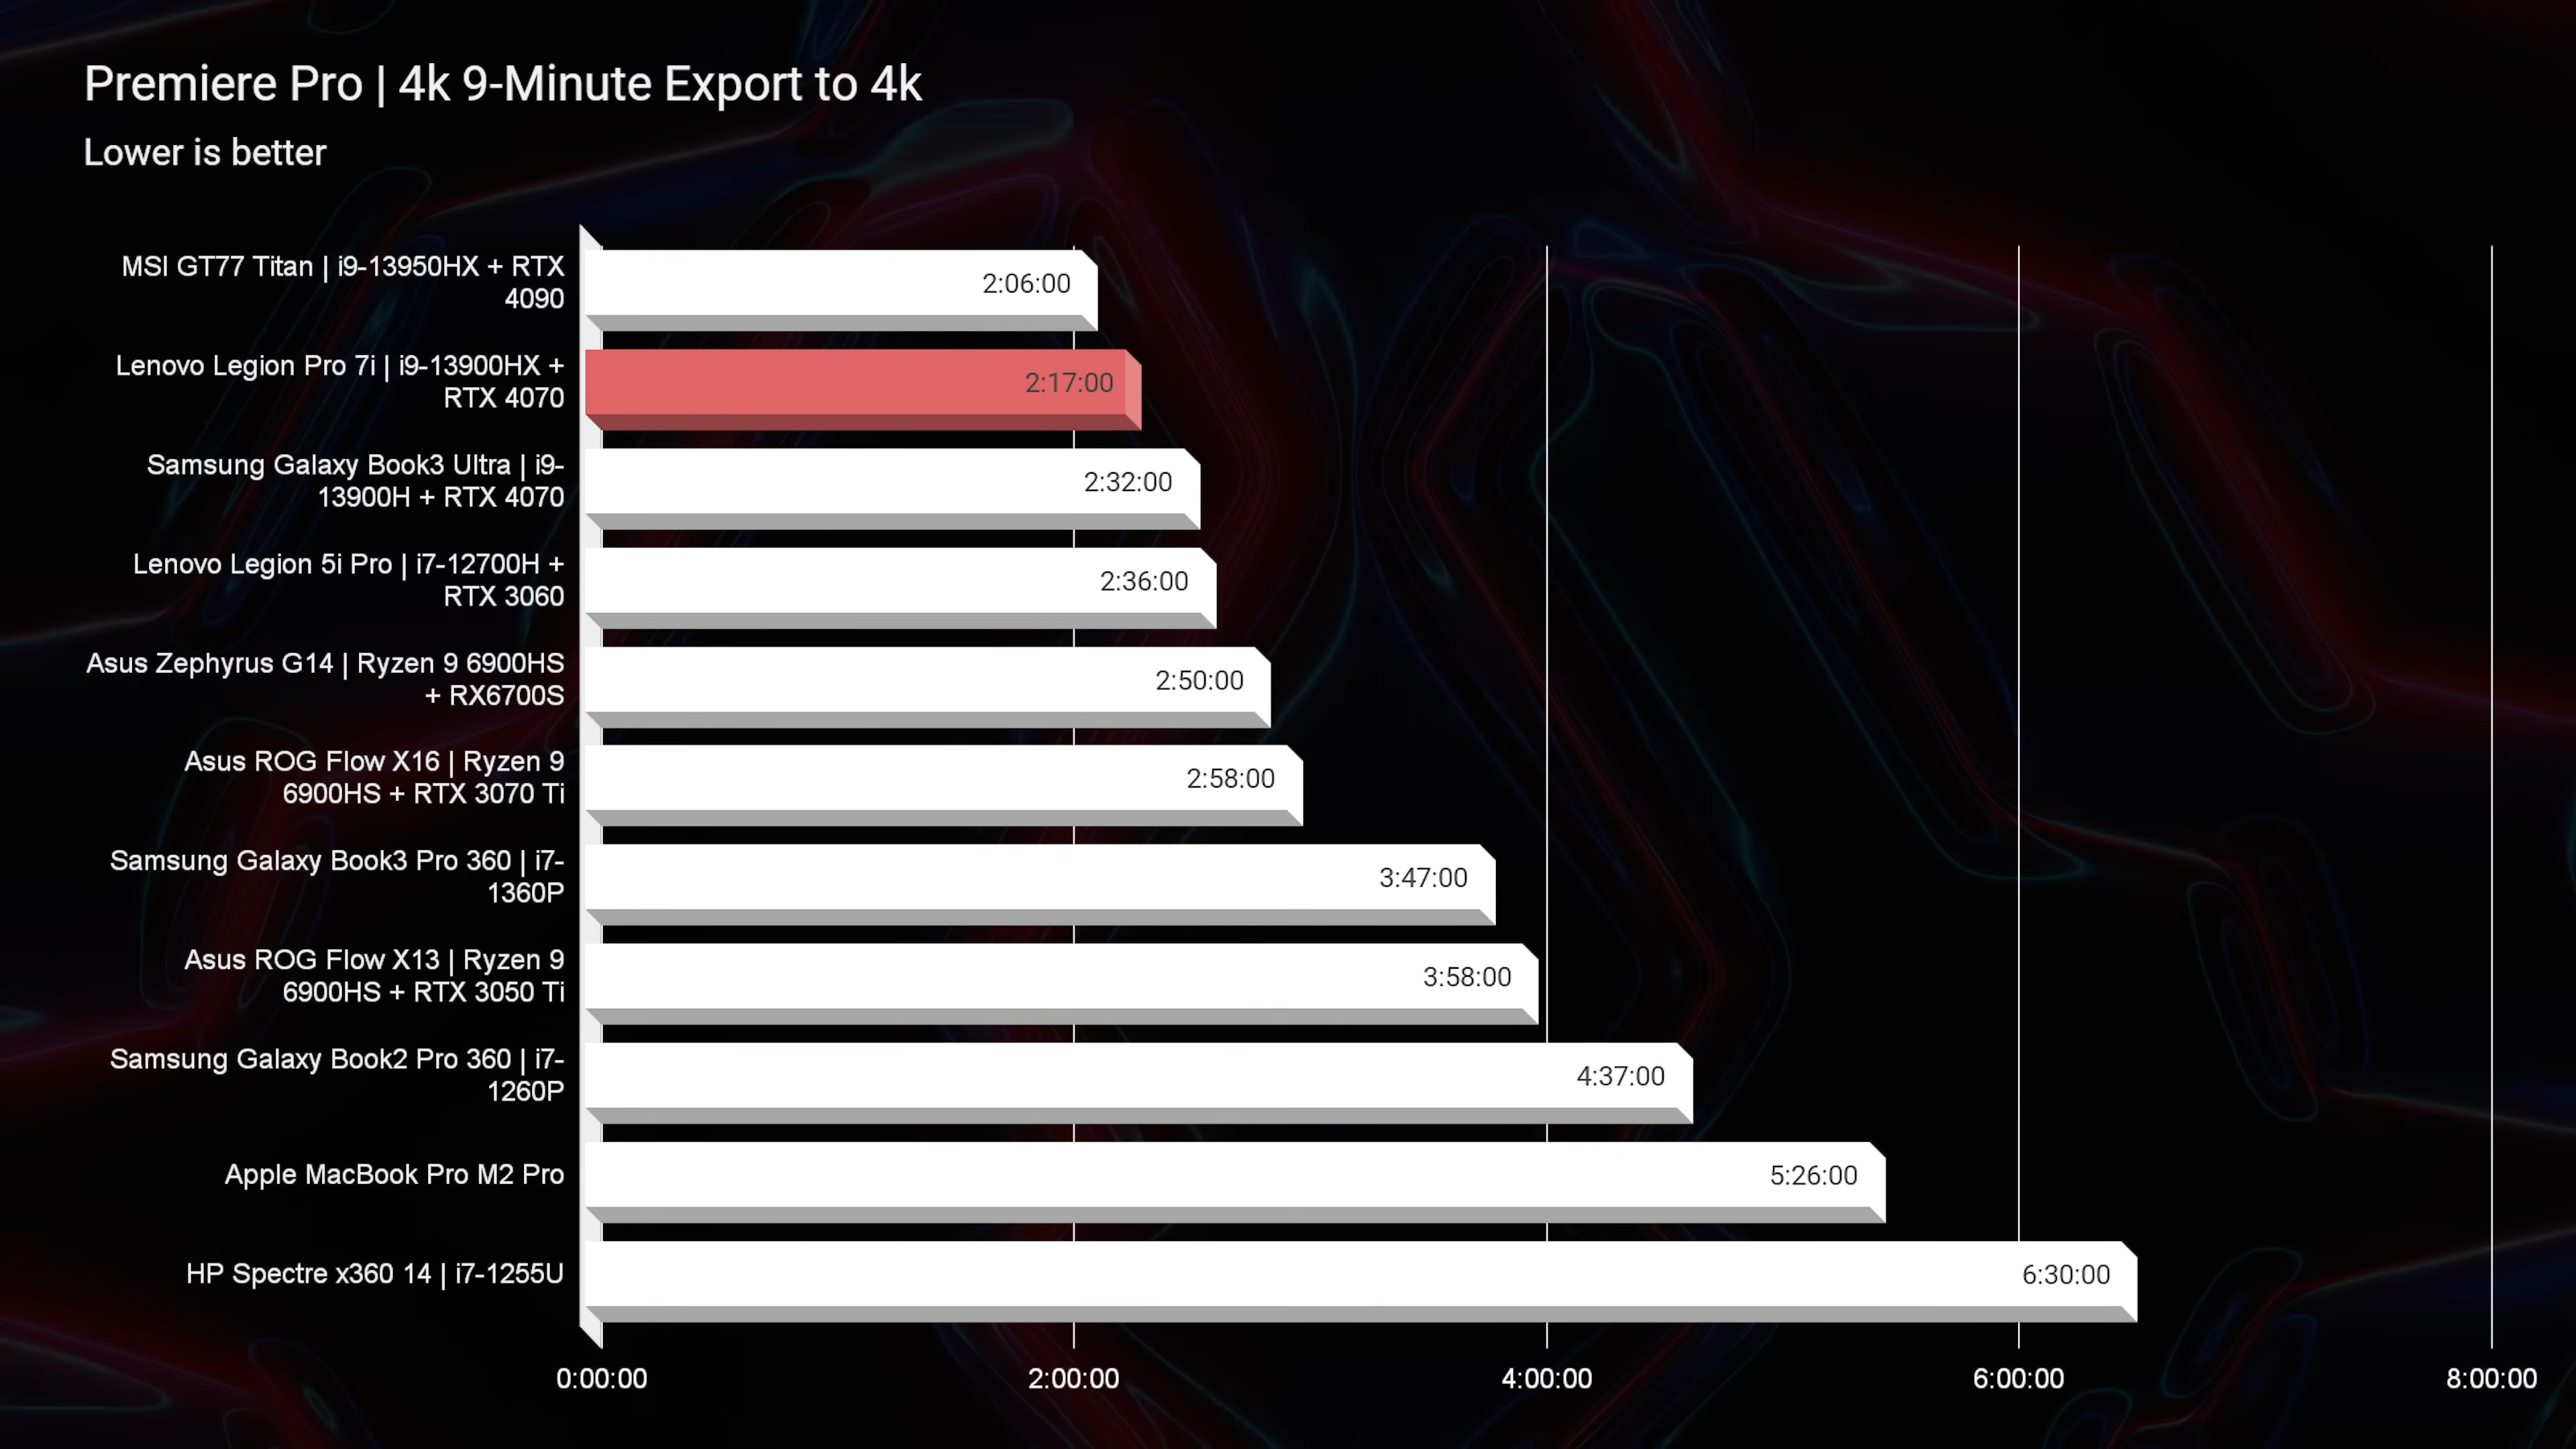 Premiere Pro | 4k 9-Minute Export to 4k
Lower is better
MSI GT77 Titan | i9-13950HX + RTX
4090
2:06:00
Lenovo Legion Pro 7i | i9-13900HX +
RTX 4070
2:17:00
Samsung Galaxy Book3 Ultra | i9-
13900H + RTX 4070
2:32:00
Lenovo Legion 5i Pro | i7-12700H +
RTX 3060
2:36:00
Asus Zephyrus G14 | Ryzen 9 6900HS
+ RX6700S
2:50:00
Asus ROG Flow X16 | Ryzen 9
6900HS + RTX 3070 Ti
2:58:00
Samsung Galaxy Book3 Pro 360 | i7-
1360P
3:47:00
Asus ROG Flow X13 | Ryzen 9
6900HS + RTX 3050 Ti
3:58:00
Samsung Galaxy Book2 Pro 360 | i7-
1260P
4:37:00
Apple MacBook Pro M2 Pro
5:26:00
HP Spectre x360 14 | i7-1255U
6:30:00
0:00:00
2:00:00
4:00:00
6:00:00
8:00:00